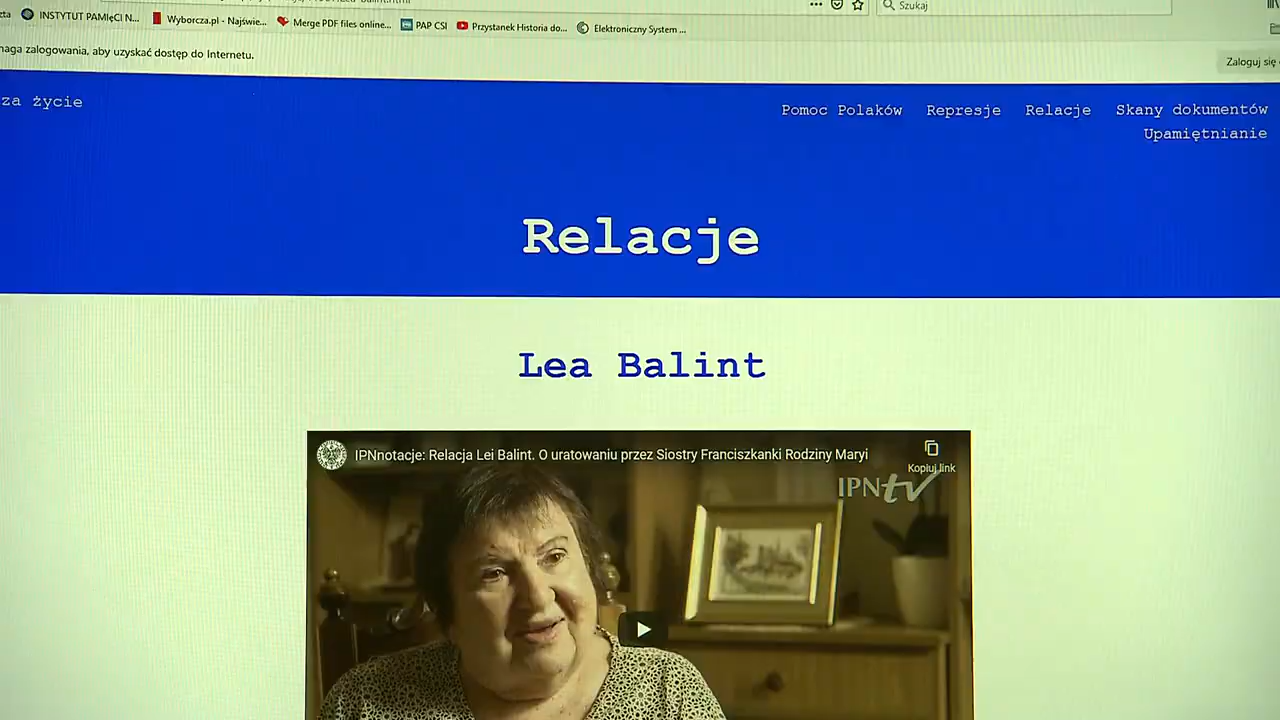 INSTYTUT PAMIĘCI N... Wyborcza.pl - Najświe... Merge PDF files online... PAP CSI Przystanek Historia do... Elektroniczny System ...
Szukaj
zalogowania, aby uzyskać dostęp do Internetu.
Zaloguj się
za życie
Pomoc Polaków Represje Relacje Skany dokumentów
Upamiętnianie
Relacje
Lea Balint
IPNnotacje: Relacja Lei Balint. O uratowaniu przez Siostry Franciszkanki Rodziny Maryi
Kopiuj link
IPNtv